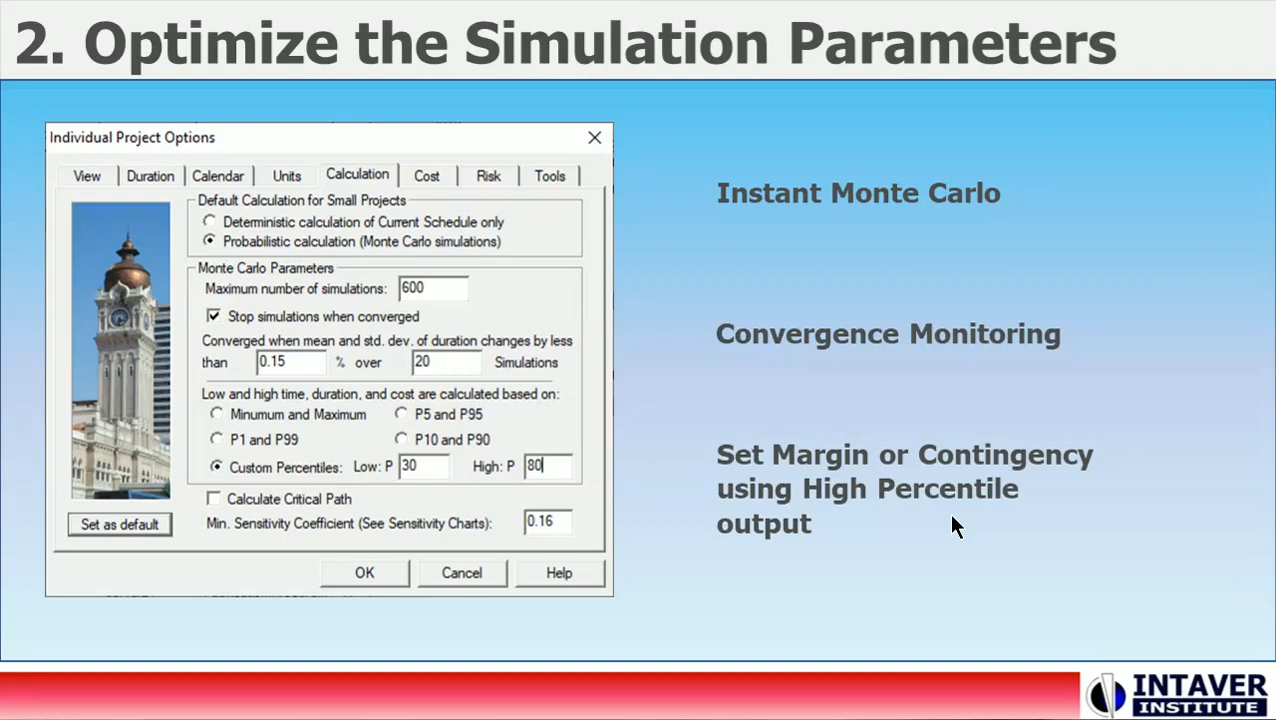 2. Optimize the Simulation Parameters
Individual Project Options
View Duration Calendar Units Calculation Cost Risk Tools
Default Calculation for Small Projects
Deterministic calculation of Current Schedule only
Probabilistic calculation (Monte Carlo simulations)
Monte Carlo Parameters
Maximum number of simulations: 600
Stop simulations when converged
Converged when mean and std. dev. of duration changes by less
than 0.15 % over 20 Simulations
Low and high time, duration, and cost are calculated based on:
Minumum and Maximum P5 and P95
P1 and P99 P10 and P90
Custom Percentiles: Low: P 30 High: P 80
Calculate Critical Path
Min. Sensitivity Coefficient (See Sensitivity Charts): 0.16
Set as default
OK Cancel Help
Instant Monte Carlo
Convergence Monitoring
Set Margin or Contingency
using High Percentile
output
INTAVER
INSTITUTE